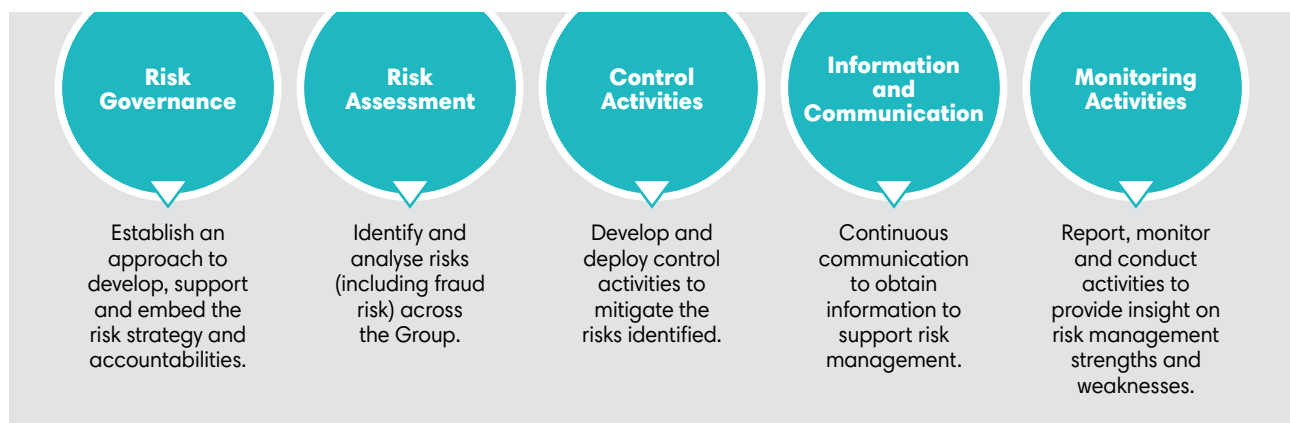 Risk
Governance
Establish an
approach to
develop, support
and embed the
risk strategy and
accountabilities.
Risk
Assessment
Identify and
analyse risks
(including fraud
risk) across
the Group.
Control
Activities
Develop and
deploy control
activities to
mitigate the
risks identified.
Information
and
Communication
Continuous
communication
to obtain
information to
support risk
management.
Monitoring
Activities
Report, monitor
and conduct
activities to
provide insight on
risk management
strengths and
weaknesses.